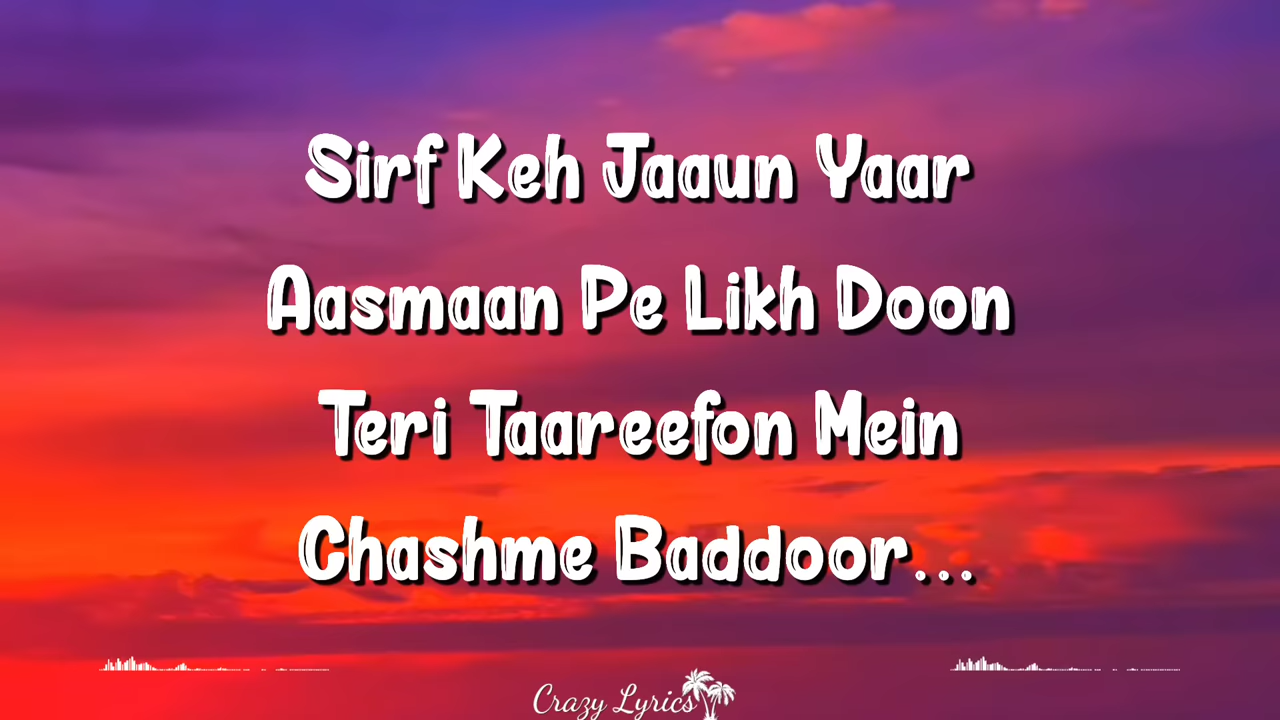 Sirf Keh Jaaun Yaar
Aasmaan Pe Likh Doon
Teri Taareefon Mein
Chashme Baddoor...
Crazy Lyrics